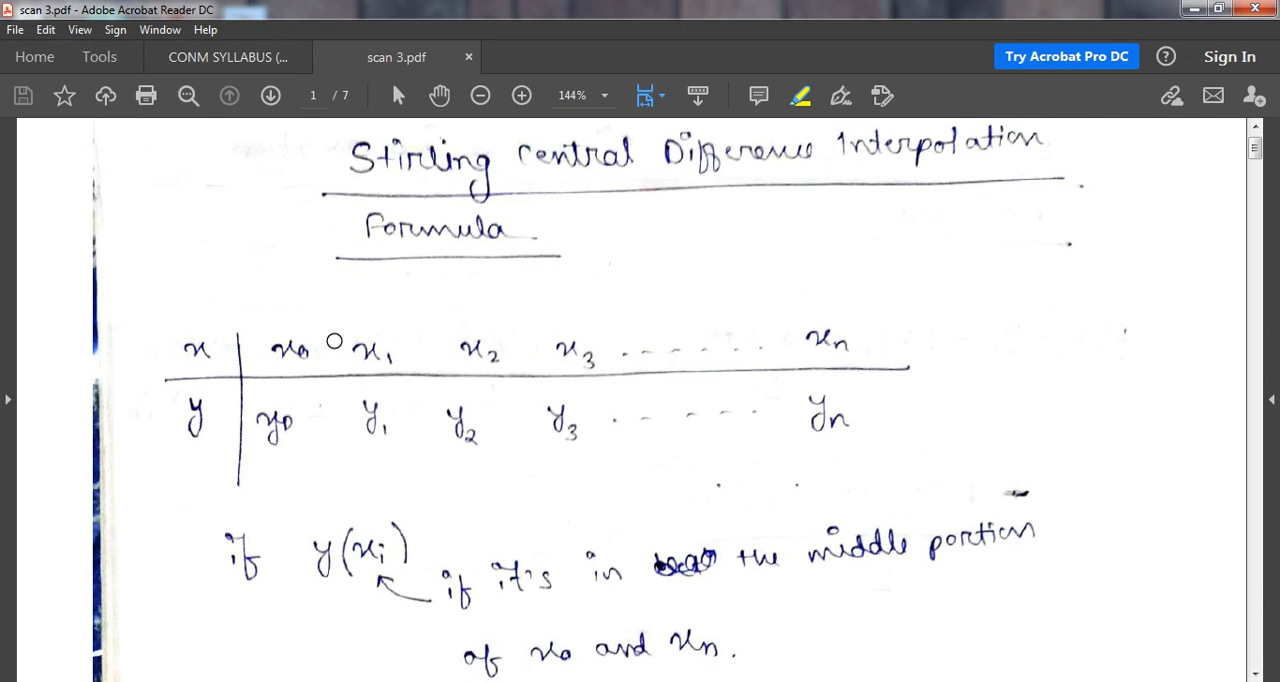 scan 3.pdf - Adobe Acrobat Reader DC
File Edit View Sign Window Help
Home Tools CONM SYLLABUS (... scan 3.pdf × Try Acrobat Pro DC ? Sign In
1 / 7 144%
Stirling Central Difference Interpolation
Formula
x x₀ x₁ x₂ x₃ ........ xₙ
y y₀ y₁ y₂ y₃ ........ yₙ
if y(xᵢ)
if it's in the middle portion
of x₀ and xₙ.